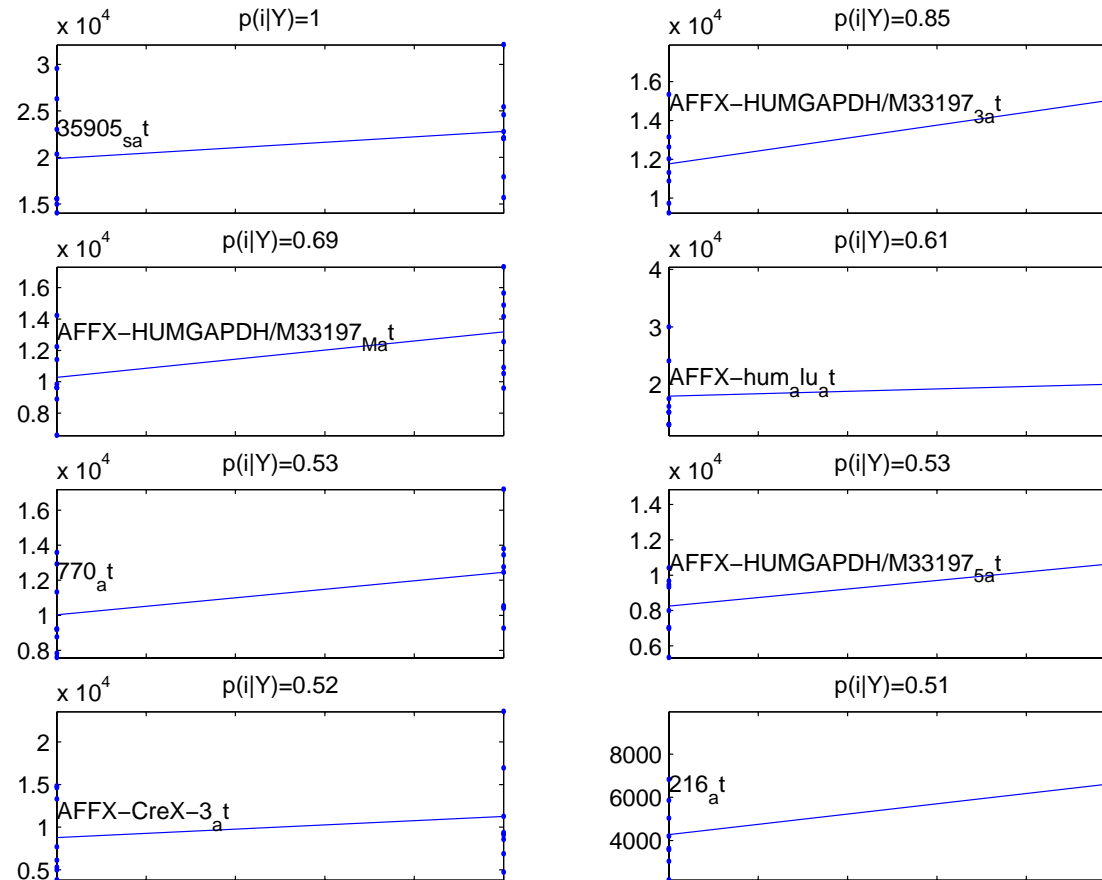 x 10^4 p(i|Y)=1
3
2.5
35905_sa t
2
1.5
x 10^4 p(i|Y)=0.85
1.6
AFFX−HUMGAPDH/M33197_3a t
1.4
1.2
1
x 10^4 p(i|Y)=0.69
1.6
1.4
AFFX−HUMGAPDH/M33197_Ma t
1.2
1
0.8
x 10^4 p(i|Y)=0.61
4
3
AFFX−hum_a lu_a t
2
x 10^4 p(i|Y)=0.53
1.6
1.4
770_a t
1.2
1
0.8
x 10^4 p(i|Y)=0.53
1.4
1.2
AFFX−HUMGAPDH/M33197_5a t
1
0.8
0.6
x 10^4 p(i|Y)=0.52
2
1.5
AFFX−CreX−3_a t
1
0.5
p(i|Y)=0.51
8000
216_a t
6000
4000